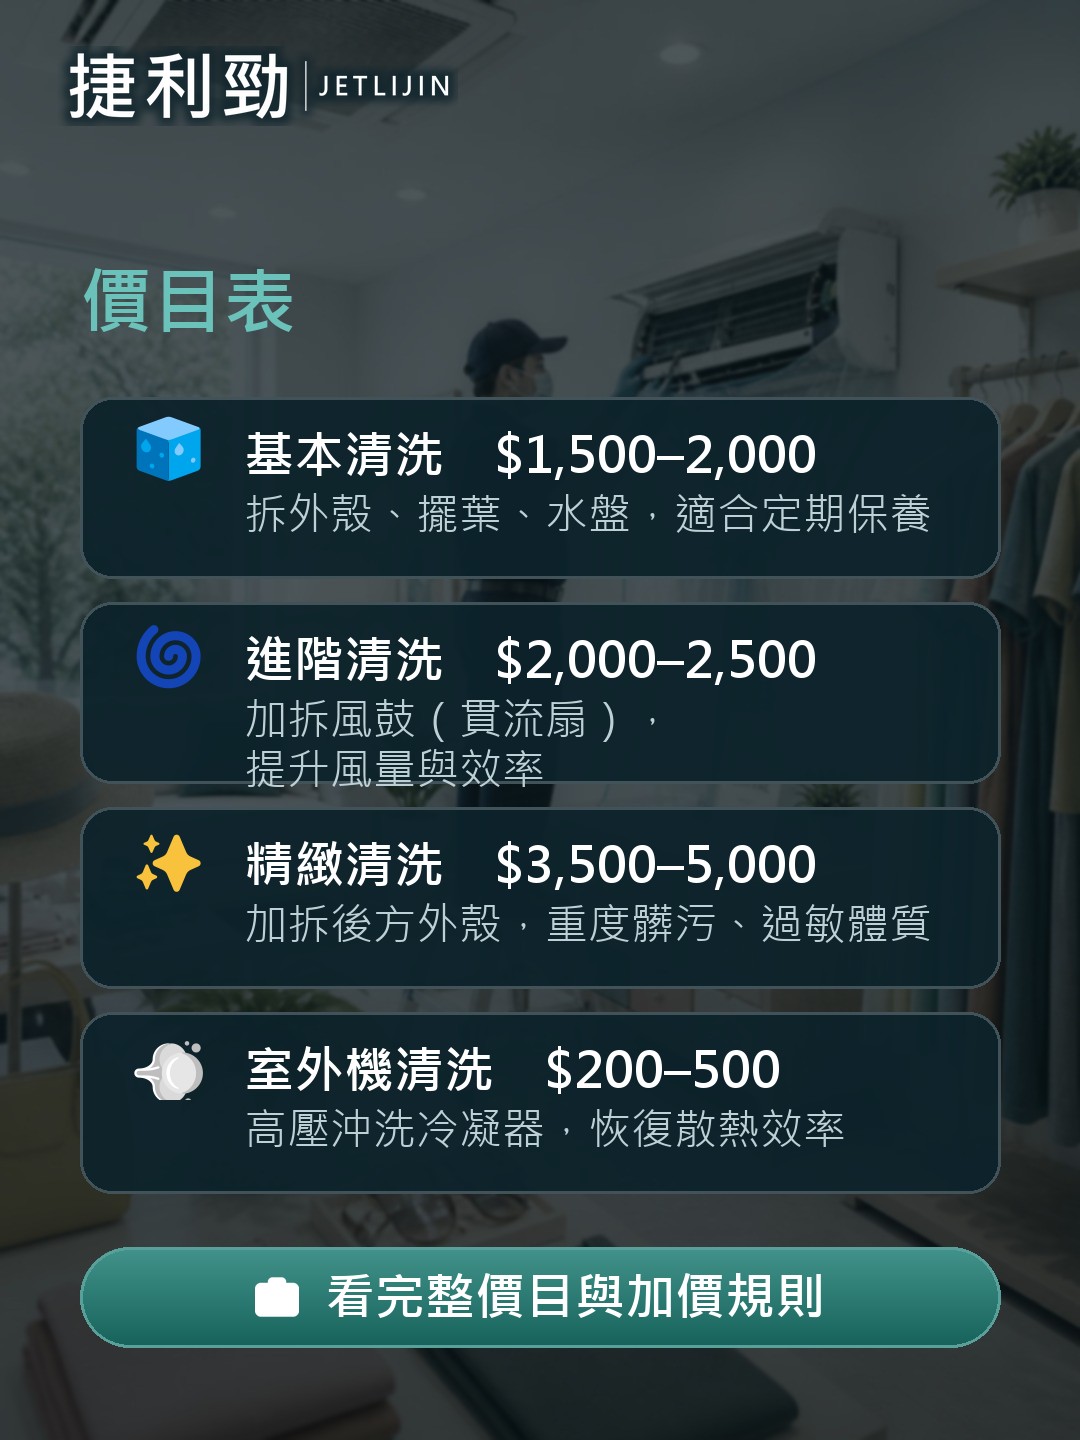 捷利勁 JETLIJIN
價目表
基本清洗 $1,500–2,000
拆外殼、擺葉、水盤，適合定期保養
進階清洗 $2,000–2,500
加拆風鼓（貫流扇），
提升風量與效率
精緻清洗 $3,500–5,000
加拆後方外殼，重度髒污、過敏體質
室外機清洗 $200–500
高壓沖洗冷凝器，恢復散熱效率
看完整價目與加價規則